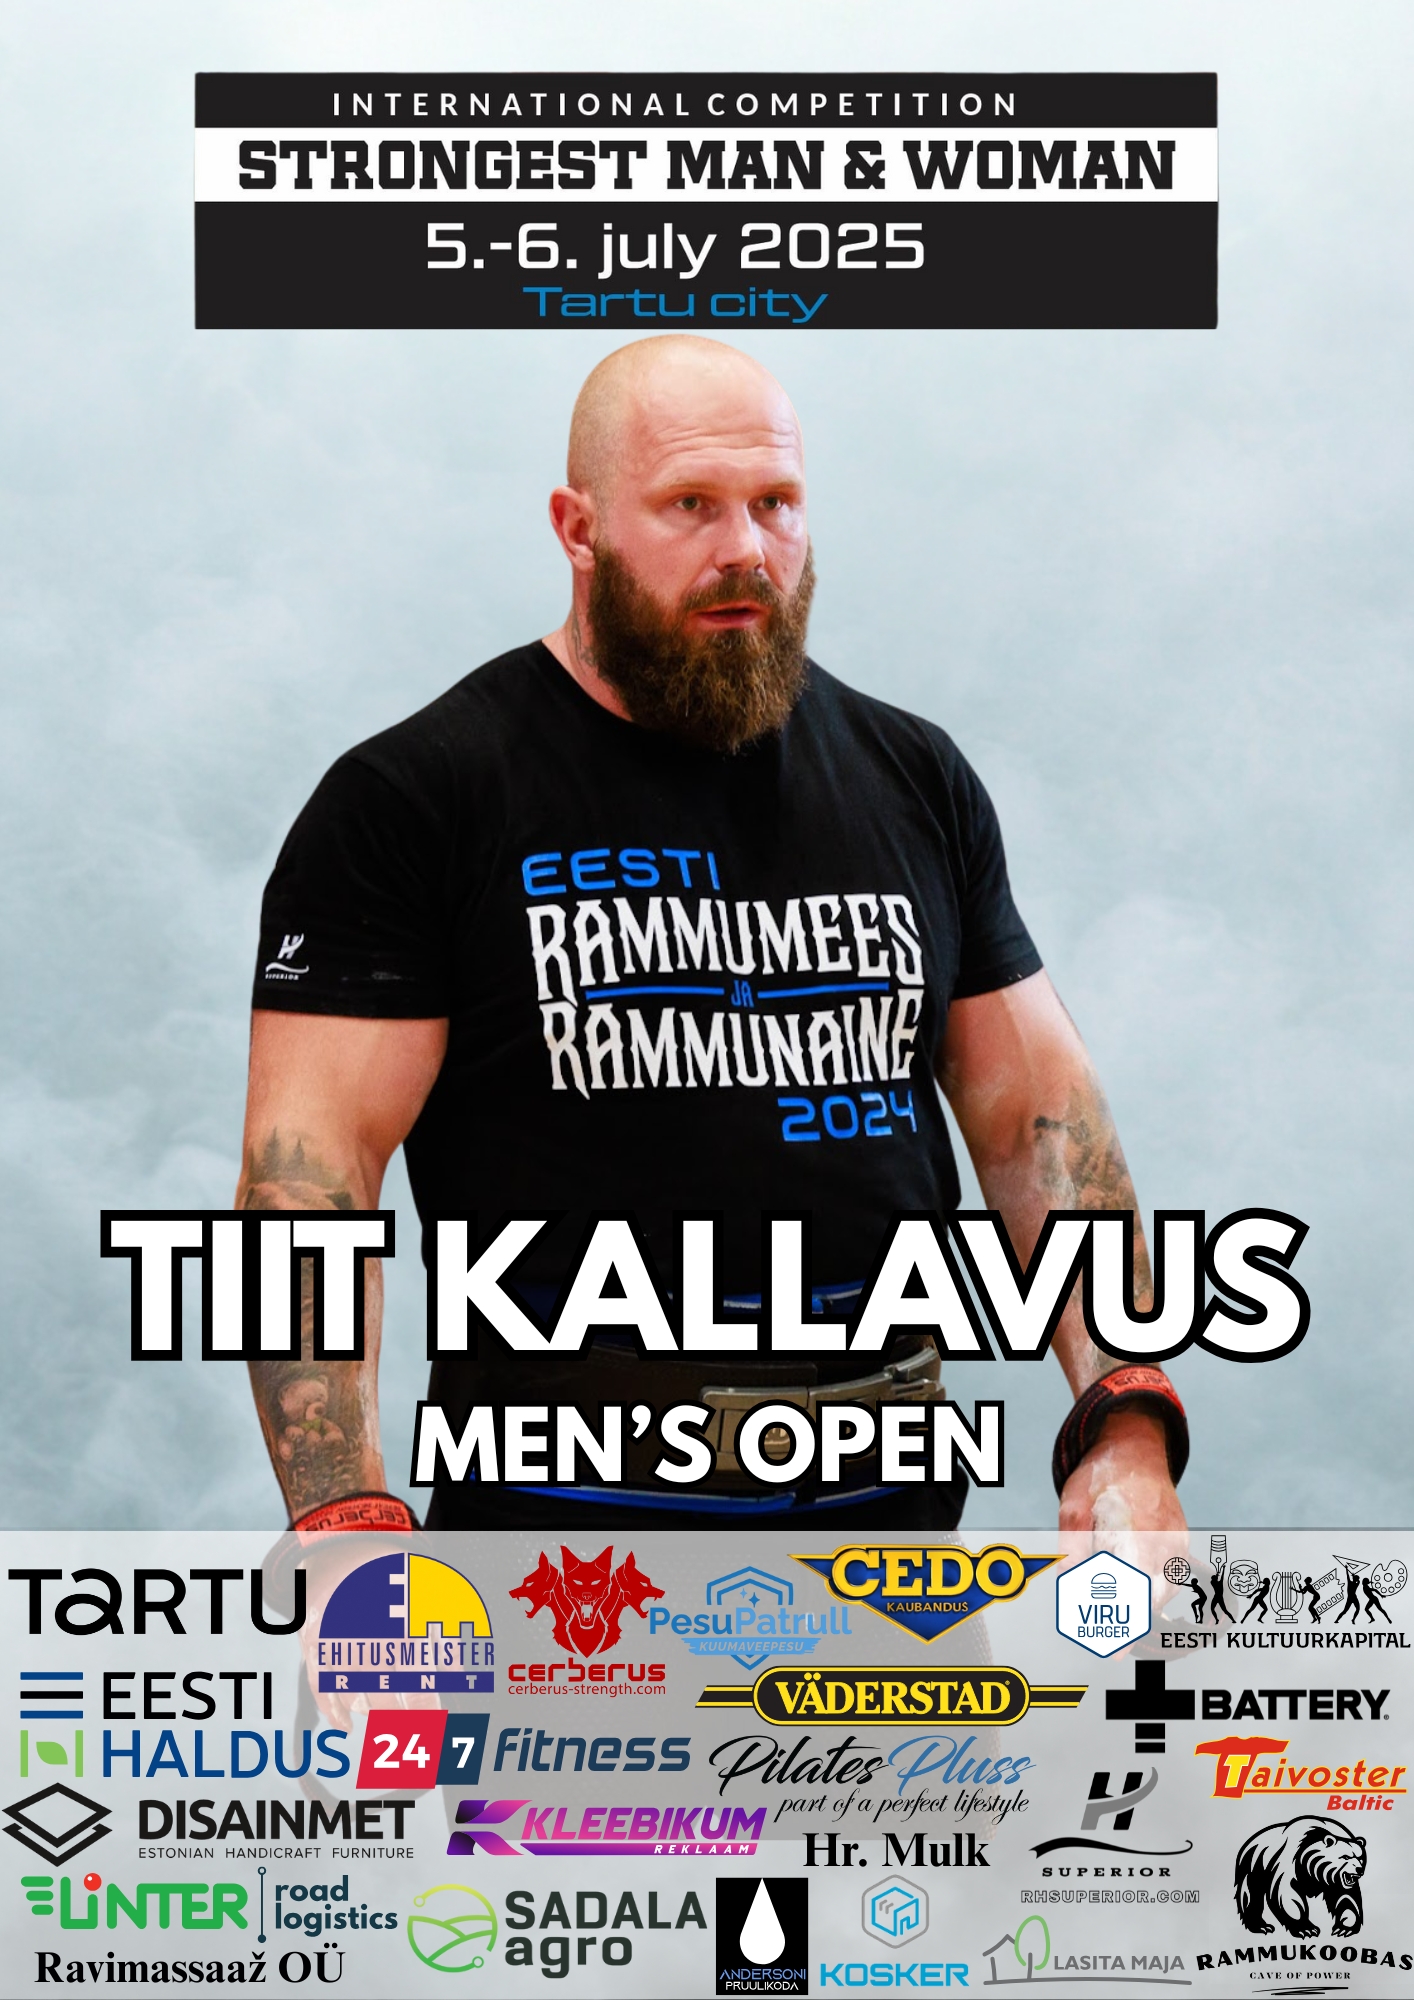 INTERNATIONAL COMPETITION
STRONGEST MAN & WOMAN
5.-6. july 2025
Tartu city
EESTI
RAMMUMEES
JA
RAMMUNAINE
2024
H
SUPERIOR
TIIT KALLAVUS
MEN'S OPEN
cerberus
cerberus
TARTU
EM
EHITUSMEISTER
RENT
cerberus
cerberus-strength.com
PesuPatrull
KUUMAVEEPESU
CEDO
KAUBANDUS
VIRU
BURGER
EESTI KULTUURKAPITAL
EESTI
HALDUS
24 7 fitness
VÄDERSTAD
BATTERY
Pilates Pluss
part of a perfect lifestyle
Taivoster
Baltic
DISAINMET
ESTONIAN HANDICRAFT FURNITURE
KLEEBIKUM
REKLAAM
Hr. Mulk
H
SUPERIOR
RHSUPERIOR.COM
LINTER
road
logistics
SADALA
agro
ANDERSONI
PRUULIKODA
KOSKER
LASITA MAJA
RAMMUKOOBAS
CAVE OF POWER
Ravimassaaž OÜ